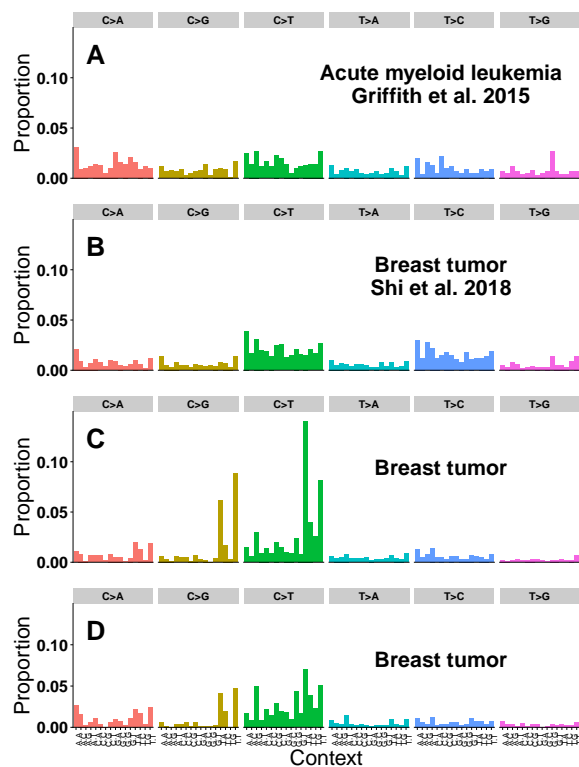 C>A C>G C>T T>A T>C T>G
A
Acute myeloid leukemia
Griffith et al. 2015
Proportion
0.10
0.05
0.00
C>A C>G C>T T>A T>C T>G
B
Breast tumor
Shi et al. 2018
Proportion
0.10
0.05
0.00
C>A C>G C>T T>A T>C T>G
C
Breast tumor
Proportion
0.10
0.05
0.00
C>A C>G C>T T>A T>C T>G
D
Breast tumor
Proportion
0.10
0.05
0.00
Context